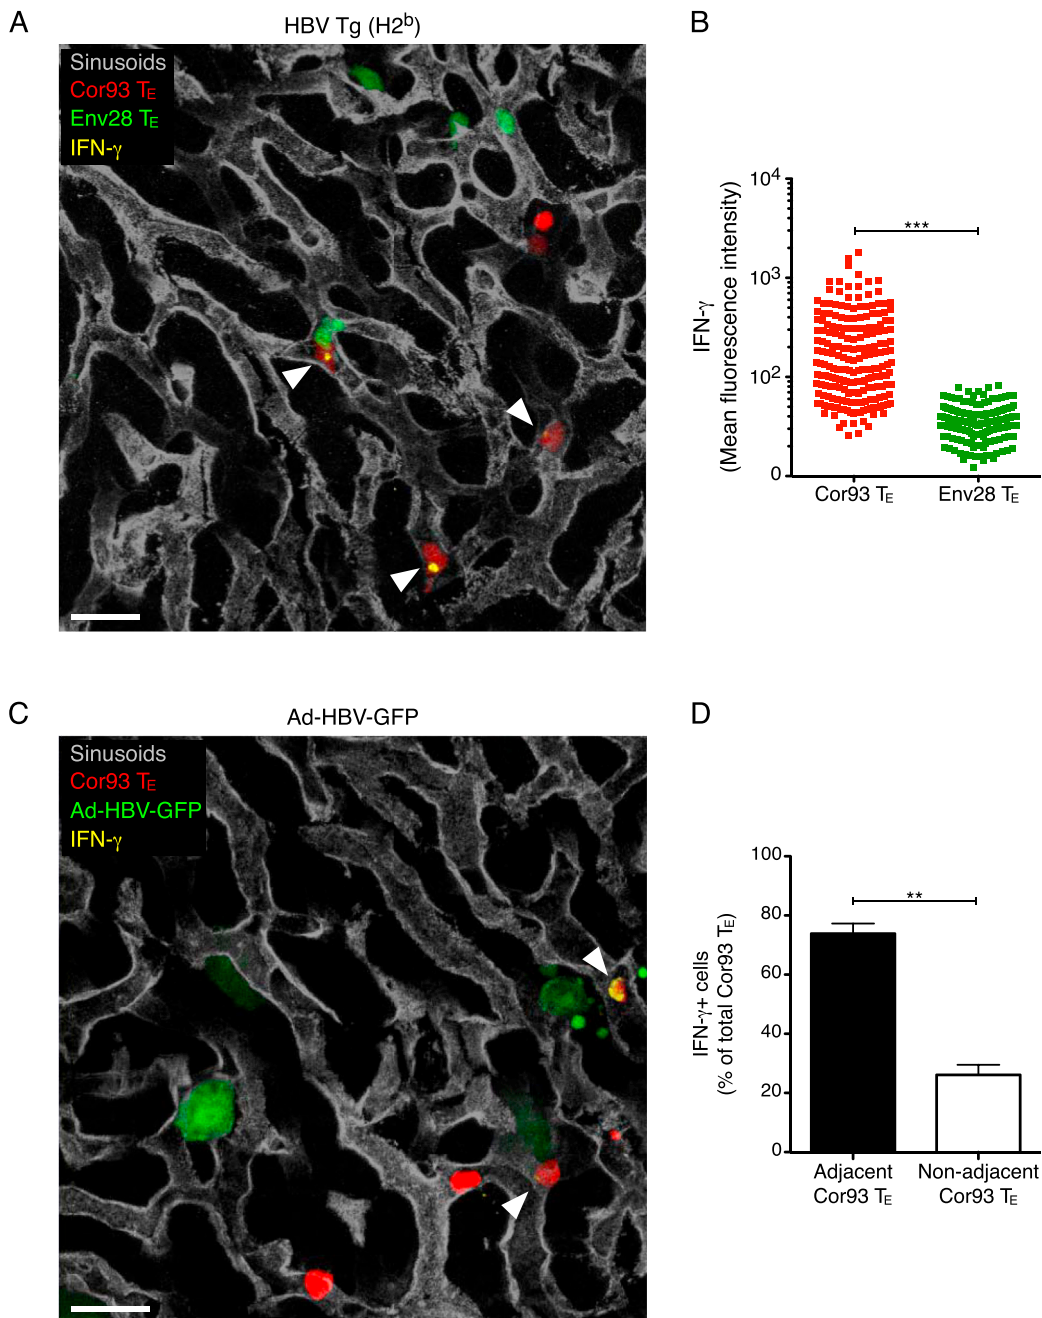 A
HBV Tg (H2ᵇ)
Sinusoids
Cor93 TE
Env28 TE
IFN-γ
B
IFN-γ
(Mean fluorescence intensity)
10⁴
10³
10²
0
***
Cor93 TE
Env28 TE
C
Ad-HBV-GFP
Sinusoids
Cor93 TE
Ad-HBV-GFP
IFN-γ
D
IFN-γ+ cells
(% of total Cor93 TE)
100
80
60
40
20
0
**
Adjacent
Cor93 TE
Non-adjacent
Cor93 TE